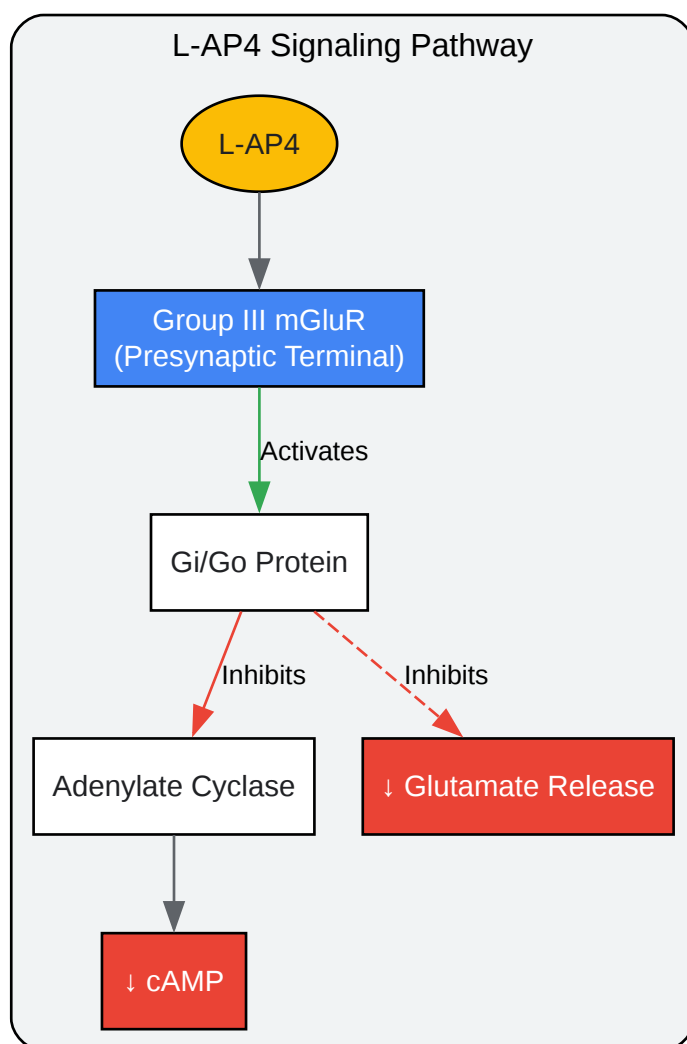 L-AP4 Signaling Pathway
L-AP4
Group III mGluR
(Presynaptic Terminal)
Activates
Gi/Go Protein
Inhibits
Inhibits
Adenylate Cyclase
↓ Glutamate Release
↓ cAMP